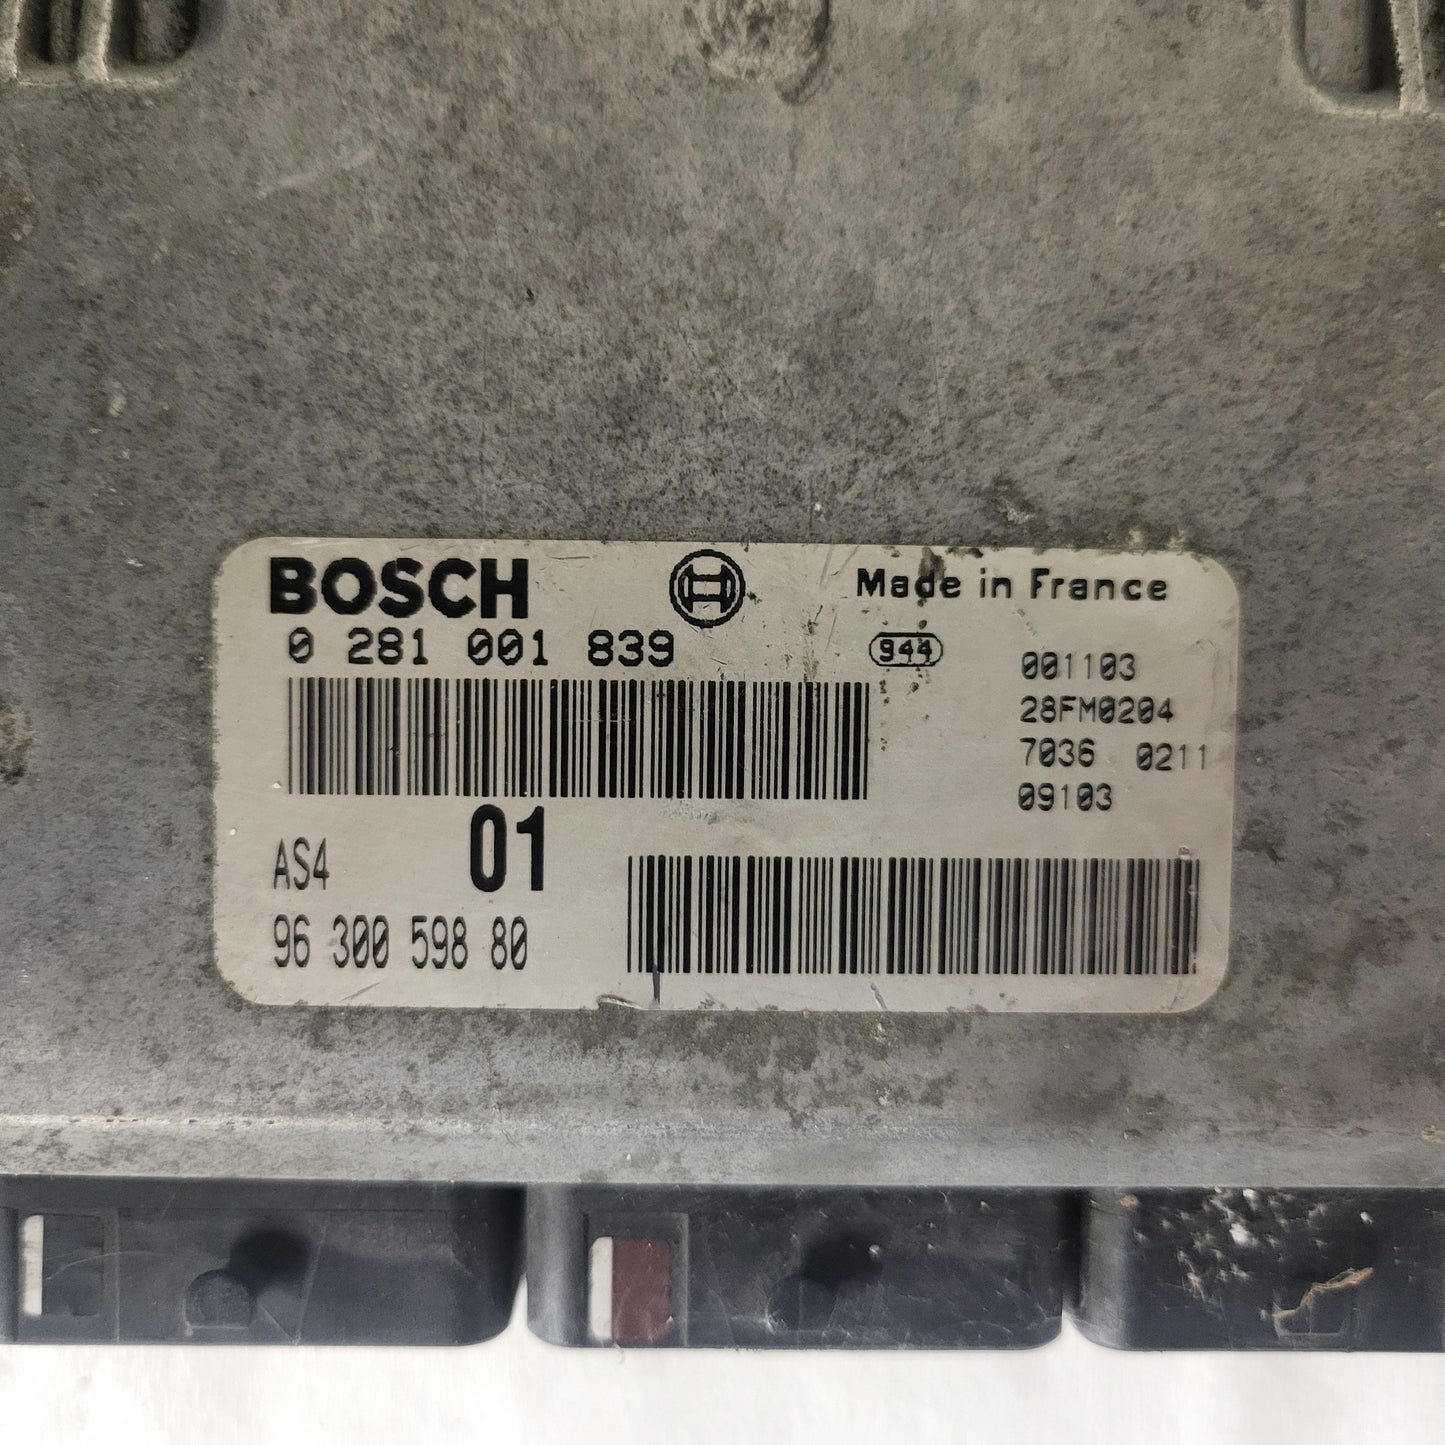 BOSCH
Made in France
0 281 001 839
944
001103
28FM0204
7036 0211
09103
AS4 01
96 300 598 80